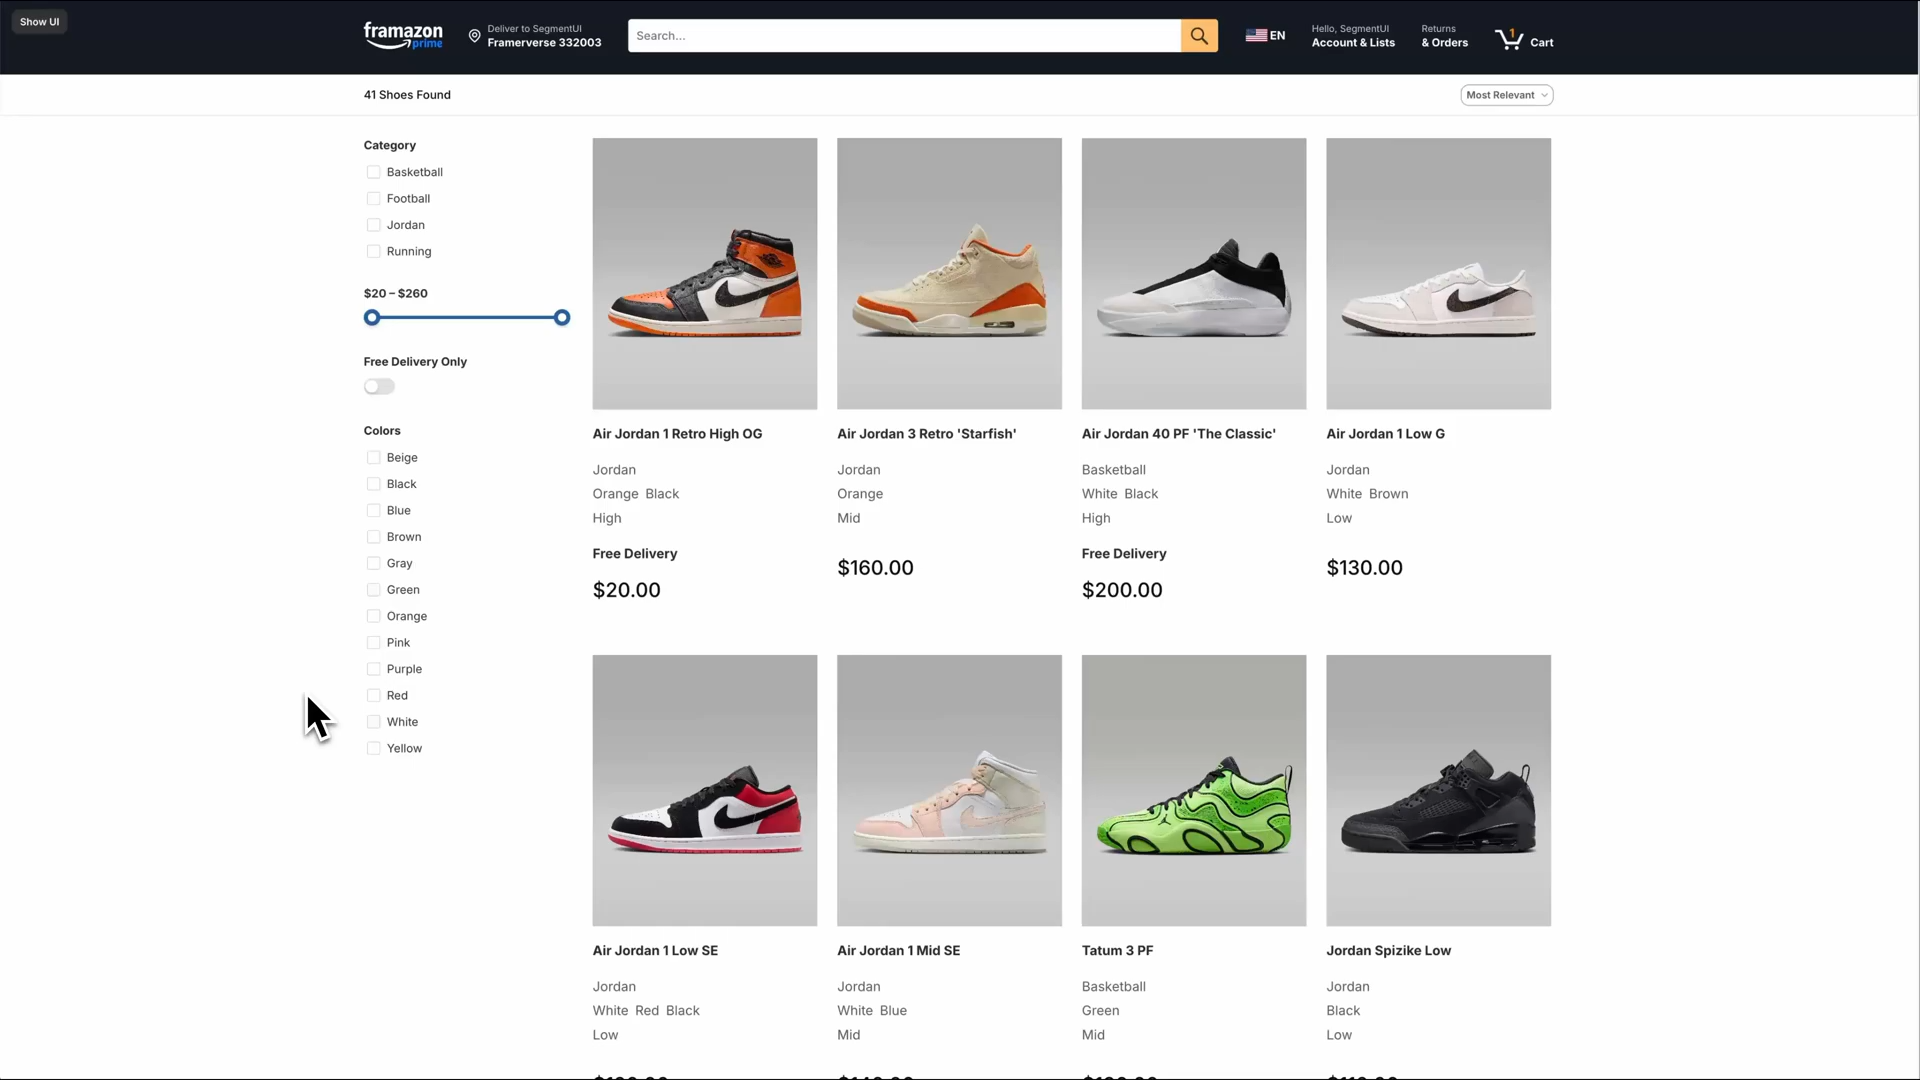 Show UI
framazon
prime
Deliver to SegmentUI
Framerverse 332003
Search...
EN
Hello, SegmentUI
Account & Lists
Returns
& Orders
1
Cart
41 Shoes Found
Most Relevant
Category
Basketball
Football
Jordan
Running
$20 – $260
Free Delivery Only
Colors
Beige
Black
Blue
Brown
Gray
Green
Orange
Pink
Purple
Red
White
Yellow
Air Jordan 1 Retro High OG
Jordan
Orange Black
High
Free Delivery
$20.00
Air Jordan 3 Retro 'Starfish'
Jordan
Orange
Mid
$160.00
Air Jordan 40 PF 'The Classic'
Basketball
White Black
High
Free Delivery
$200.00
Air Jordan 1 Low G
Jordan
White Brown
Low
$130.00
Air Jordan 1 Low SE
Jordan
White Red Black
Low
Air Jordan 1 Mid SE
Jordan
White Blue
Mid
Tatum 3 PF
Basketball
Green
Mid
Jordan Spizike Low
Jordan
Black
Low